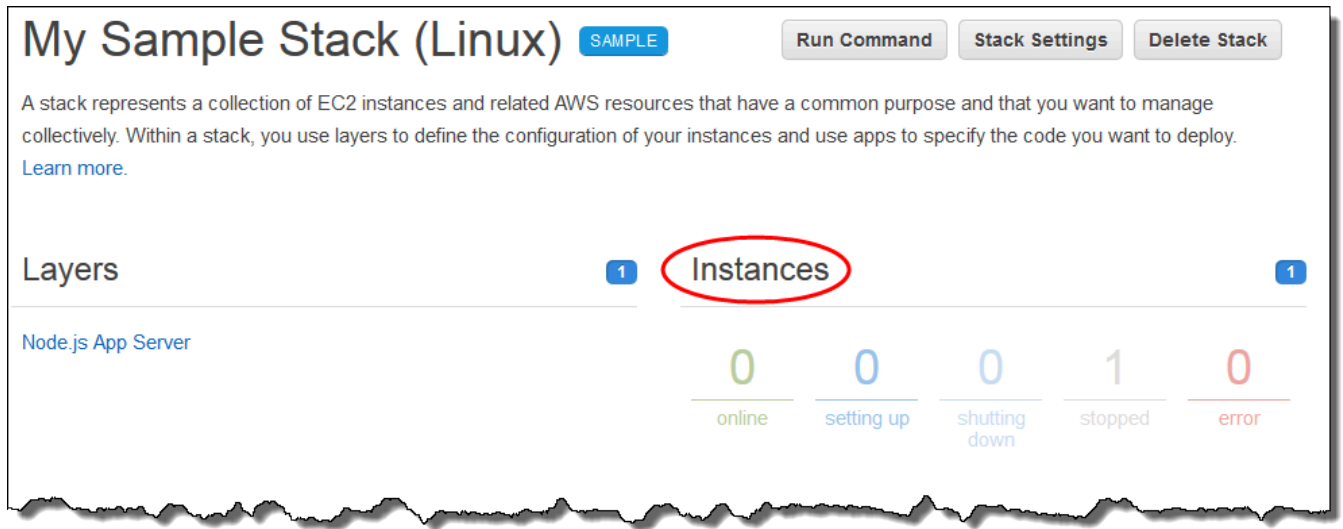 My Sample Stack (Linux) SAMPLE Run Command Stack Settings Delete Stack
A stack represents a collection of EC2 instances and related AWS resources that have a common purpose and that you want to manage
collectively. Within a stack, you use layers to define the configuration of your instances and use apps to specify the code you want to deploy.
Learn more.
Layers 1
Node.js App Server
Instances 1
0 0 0 1 0
online setting up shutting down stopped error